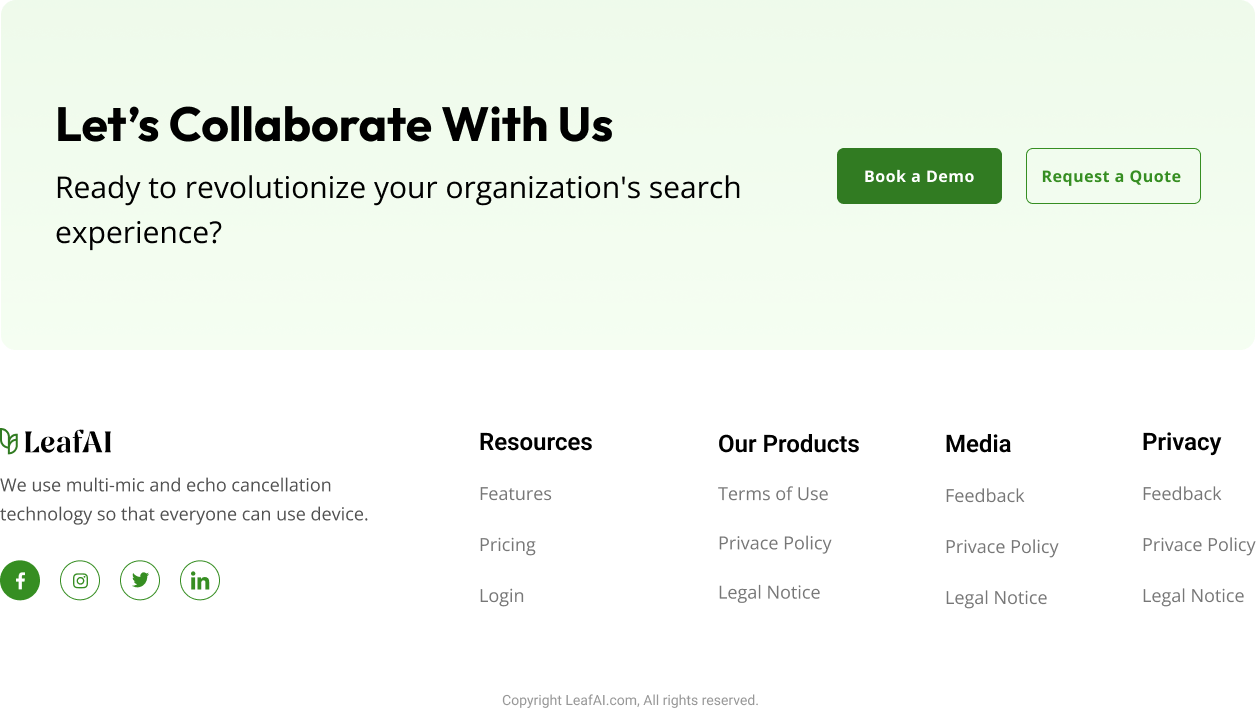 Let’s Collaborate With Us
Ready to revolutionize your organization's search
experience?
Book a Demo
Request a Quote
LeafAI
We use multi-mic and echo cancellation
technology so that everyone can use device.
Resources
Features
Pricing
Login
Our Products
Terms of Use
Privace Policy
Legal Notice
Media
Feedback
Privace Policy
Legal Notice
Privacy
Feedback
Privace Policy
Legal Notice
Copyright LeafAI.com, All rights reserved.